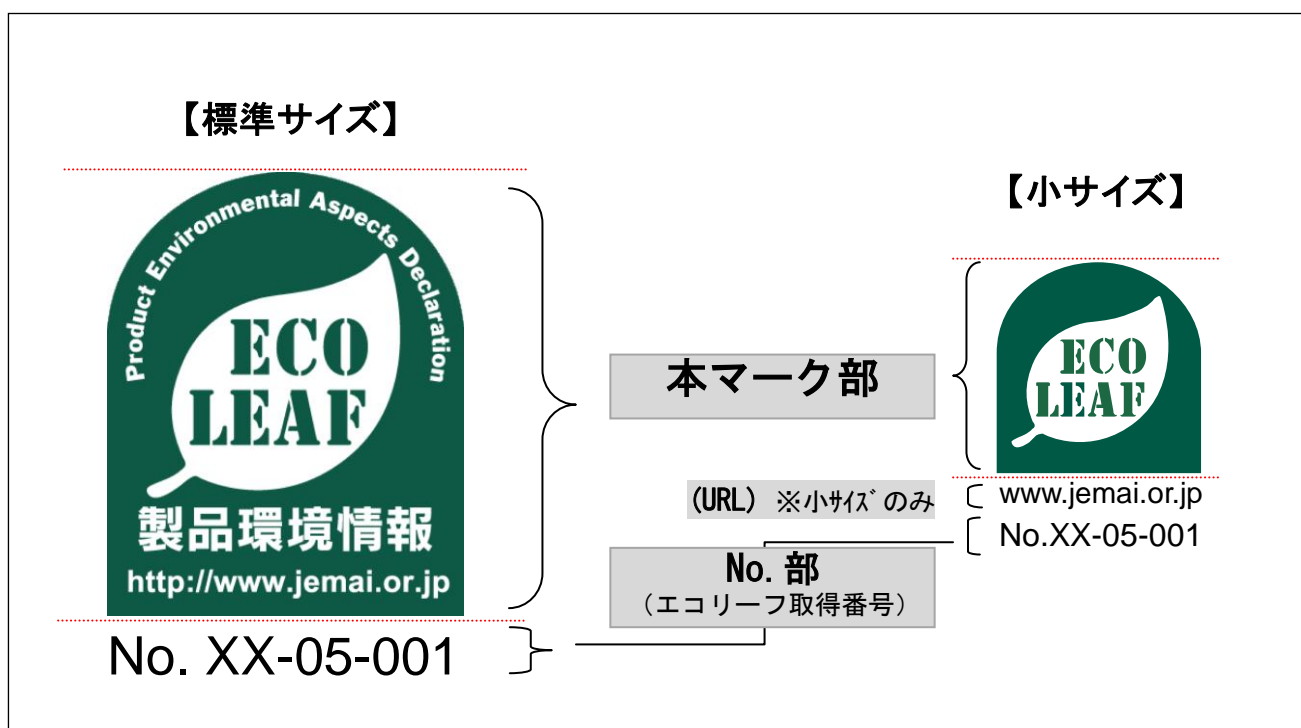 【標準サイズ】
Product Environmental Aspects Declaration
ECO
LEAF
製品環境情報
http://www.jemai.or.jp
No. XX-05-001
本マーク部
(URL) ※小ｻｲｽﾞのみ
No.部
（エコリーフ取得番号）
【小サイズ】
ECO
LEAF
www.jemai.or.jp
No.XX-05-001